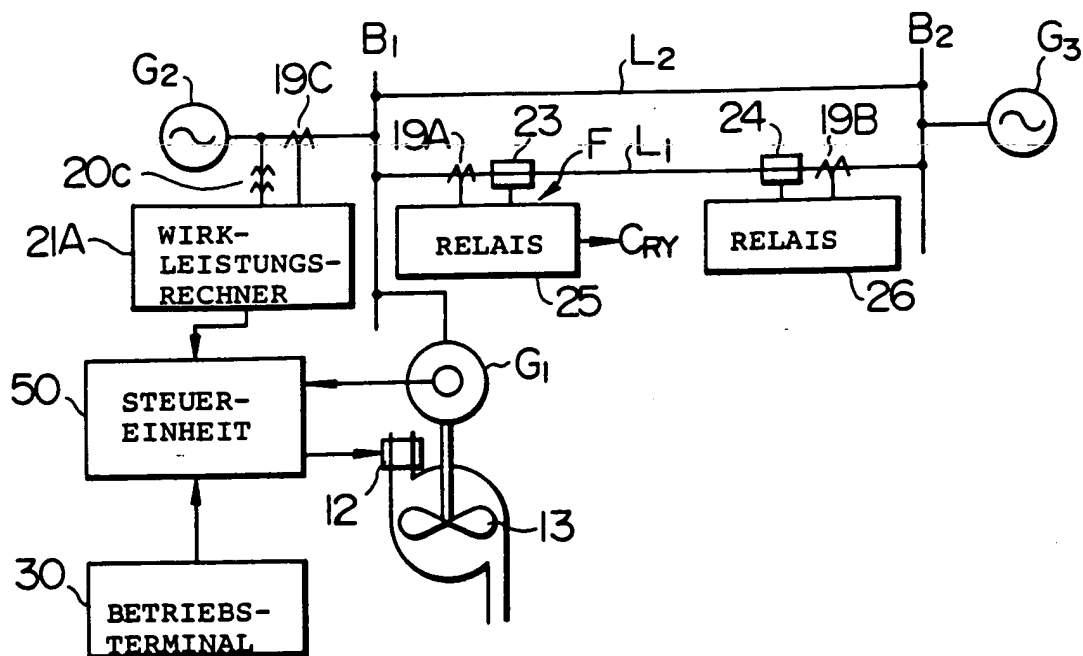 B1
B2
G2
19C
L2
G3
19A
23
F
L1
24
19B
20c
21A
WIRK-
LEISTUNGS-
RECHNER
RELAIS
CRY
RELAIS
25
26
50
STEUER-
EINHEIT
G1
12
13
30
BETRIEBS-
TERMINAL